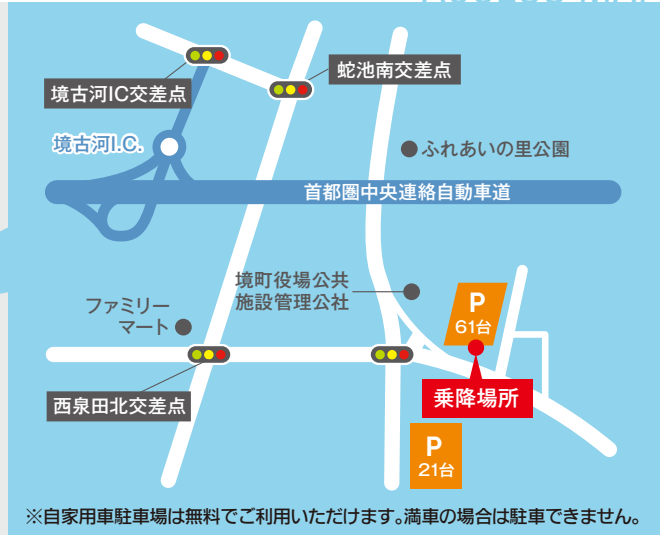 境古河IC交差点
蛇池南交差点
境古河I.C.
ふれあいの里公園
首都圏中央連絡自動車道
境町役場公共
施設管理公社
ファミリー
マート
P
61台
乗降場所
西泉田北交差点
P
21台
※自家用車駐車場は無料でご利用いただけます。満車の場合は駐車できません。